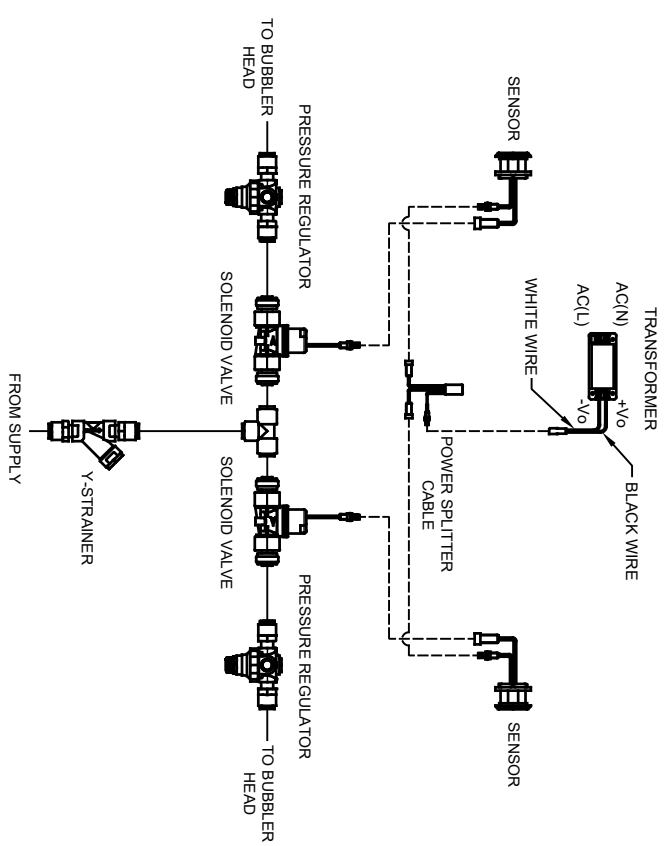 TRANSFORMER
AC(N)
+Vo
AC(L)
-Vo
WHITE WIRE
BLACK WIRE
SENSOR
SENSOR
POWER SPLITTER
CABLE
PRESSURE REGULATOR
SOLENOID VALVE
SOLENOID VALVE
PRESSURE REGULATOR
TO BUBBLER
HEAD
TO BUBBLER
HEAD
Y-STRAINER
FROM SUPPLY